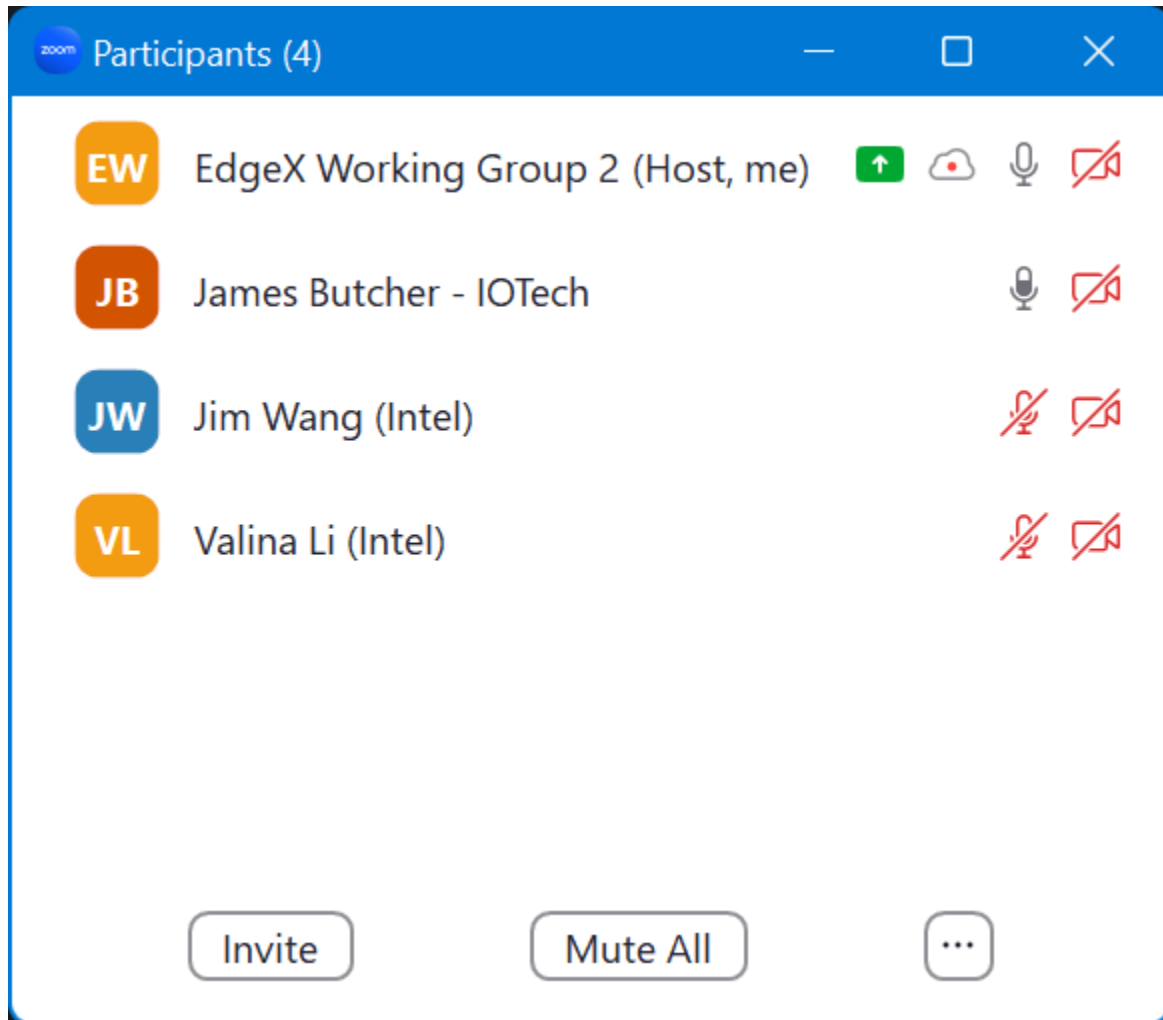 zoom Participants (4)
EW EdgeX Working Group 2 (Host, me)
JB James Butcher - IOTech
JW Jim Wang (Intel)
VL Valina Li (Intel)
Invite Mute All ...